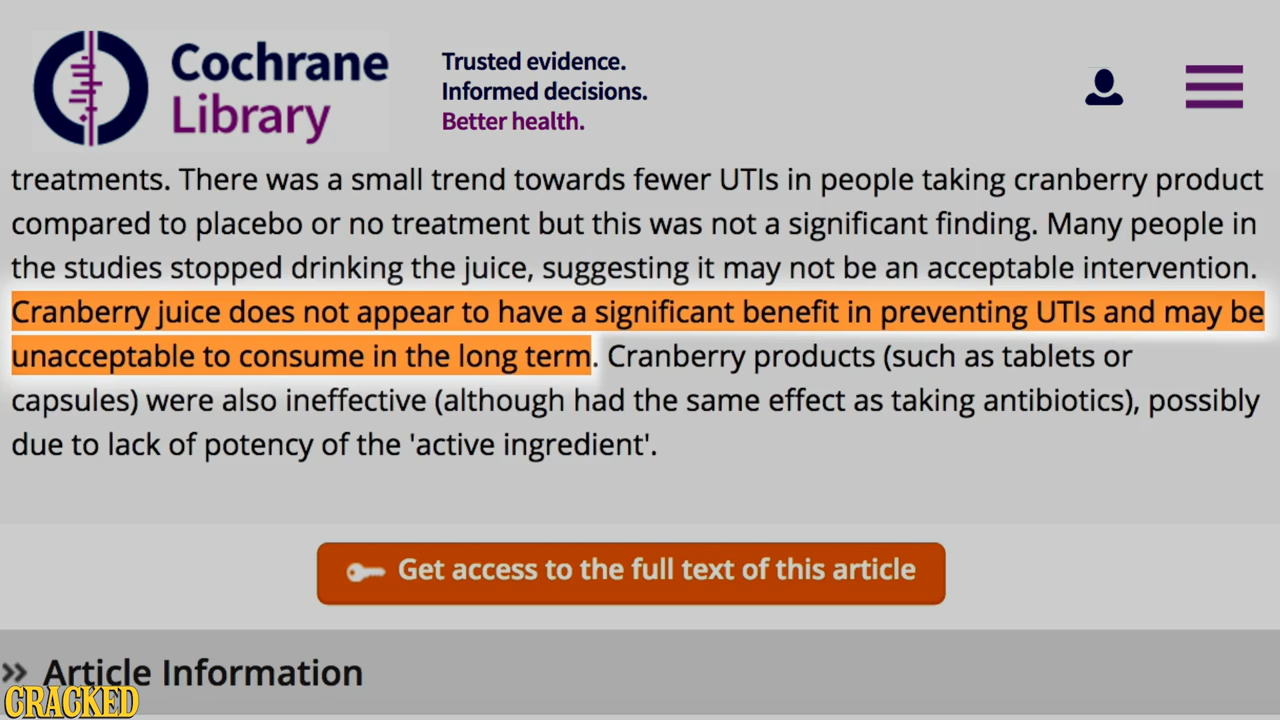 Cochrane
Library
Trusted evidence.
Informed decisions.
Better health.
treatments. There was a small trend towards fewer UTIs in people taking cranberry product
compared to placebo or no treatment but this was not a significant finding. Many people in
the studies stopped drinking the juice, suggesting it may not be an acceptable intervention.
Cranberry juice does not appear to have a significant benefit in preventing UTIs and may be
unacceptable to consume in the long term. Cranberry products (such as tablets or
capsules) were also ineffective (although had the same effect as taking antibiotics), possibly
due to lack of potency of the 'active ingredient'.
Get access to the full text of this article
» Article Information
CRACKED